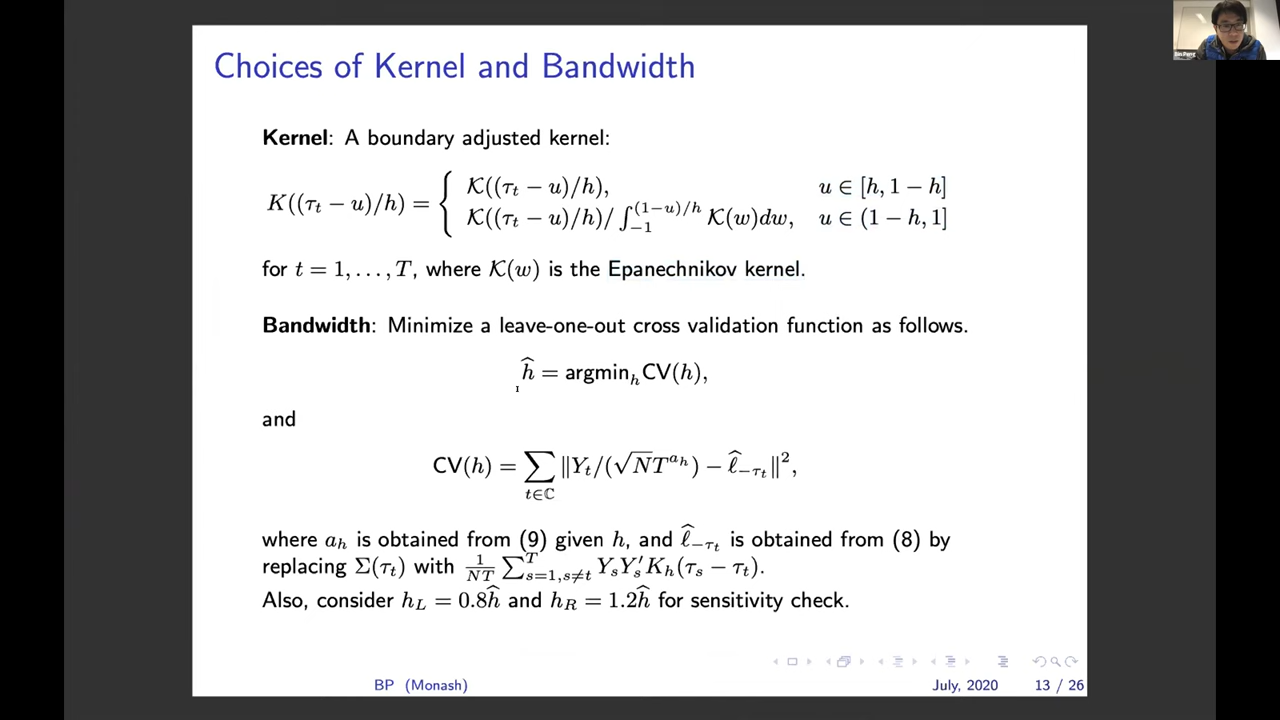 Choices of Kernel and Bandwidth
Kernel: A boundary adjusted kernel:
K((τ_t − u)/h) = { 𝒦((τ_t − u)/h), u ∈ [h, 1 − h]
𝒦((τ_t − u)/h)/ ∫_{−1}^{(1−u)/h} 𝒦(w)dw, u ∈ (1 − h, 1]
for t = 1, . . . , T, where 𝒦(w) is the Epanechnikov kernel.
Bandwidth: Minimize a leave-one-out cross validation function as follows.
ĥ = argmin_h CV(h),
and
CV(h) = ∑_{t∈ℂ} ‖Y_t/(√N T^{a_h}) − ℓ̂_{−τ_t}‖²,
where a_h is obtained from (9) given h, and ℓ̂_{−τ_t} is obtained from (8) by
replacing Σ(τ_t) with 1/NT ∑_{s=1,s≠t}^{T} Y_s Y′_s K_h(τ_s − τ_t).
Also, consider h_L = 0.8ĥ and h_R = 1.2ĥ for sensitivity check.
BP (Monash) July, 2020 13 / 26